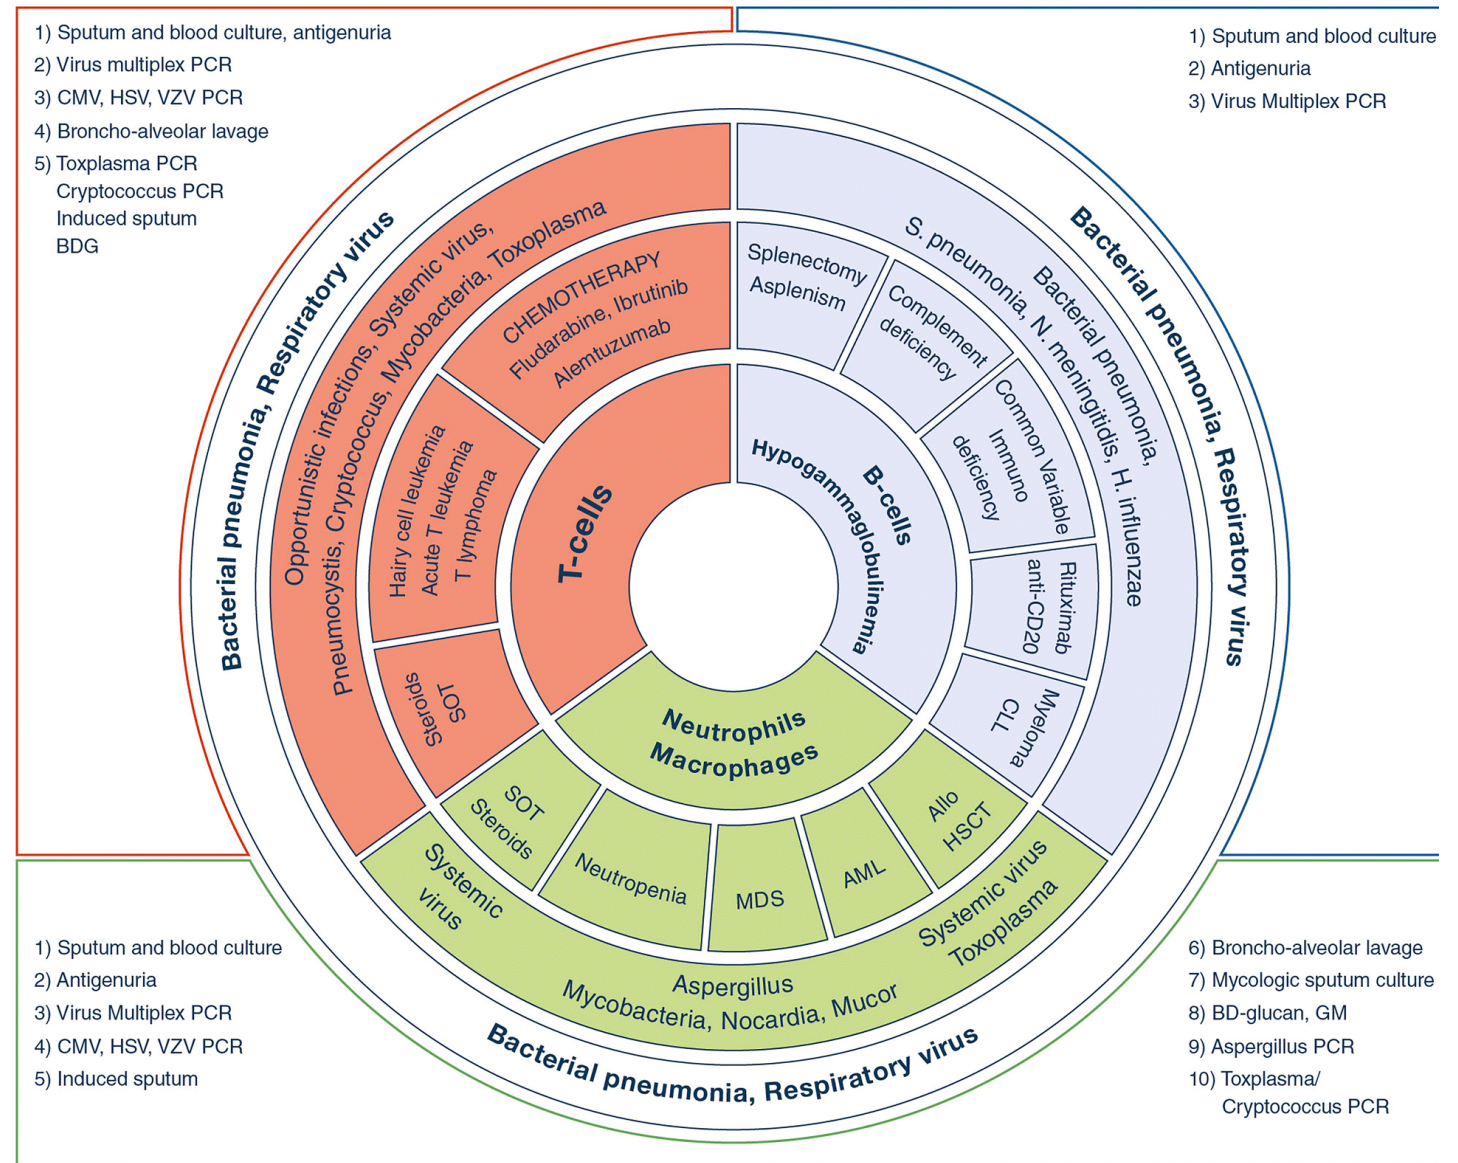 1) Sputum and blood culture, antigenuria
2) Virus multiplex PCR
3) CMV, HSV, VZV PCR
4) Broncho-alveolar lavage
5) Toxplasma PCR
Cryptococcus PCR
Induced sputum
BDG
1) Sputum and blood culture
2) Antigenuria
3) Virus Multiplex PCR
Bacterial pneumonia, Respiratory virus
Opportunistic infections, Systemic virus,
Pneumocystis, Cryptococcus, Mycobacteria, Toxoplasma
CHEMOTHERAPY
Fludarabine, Ibrutinib
Alemtuzumab
Hairy cell leukemia
Acute T leukemia
T lymphoma
SOT
Steroids
T-cells
Bacterial pneumonia, Respiratory virus
Bacterial pneumonia,
S. pneumonia, N. meningitidis, H. influenzae
Splenectomy
Asplenism
Complement
deficiency
Common Variable
Immuno
deficiency
Rituximab
anti-CD20
Myeloma
CLL
B-cells
Hypogammaglobulinemia
Neutrophils
Macrophages
SOT
Steroids
Neutropenia
MDS
AML
Allo
HSCT
Systemic
virus
Aspergillus
Mycobacteria, Nocardia, Mucor
Systemic virus
Toxoplasma
Bacterial pneumonia, Respiratory virus
1) Sputum and blood culture
2) Antigenuria
3) Virus Multiplex PCR
4) CMV, HSV, VZV PCR
5) Induced sputum
6) Broncho-alveolar lavage
7) Mycologic sputum culture
8) BD-glucan, GM
9) Aspergillus PCR
10) Toxplasma/
Cryptococcus PCR